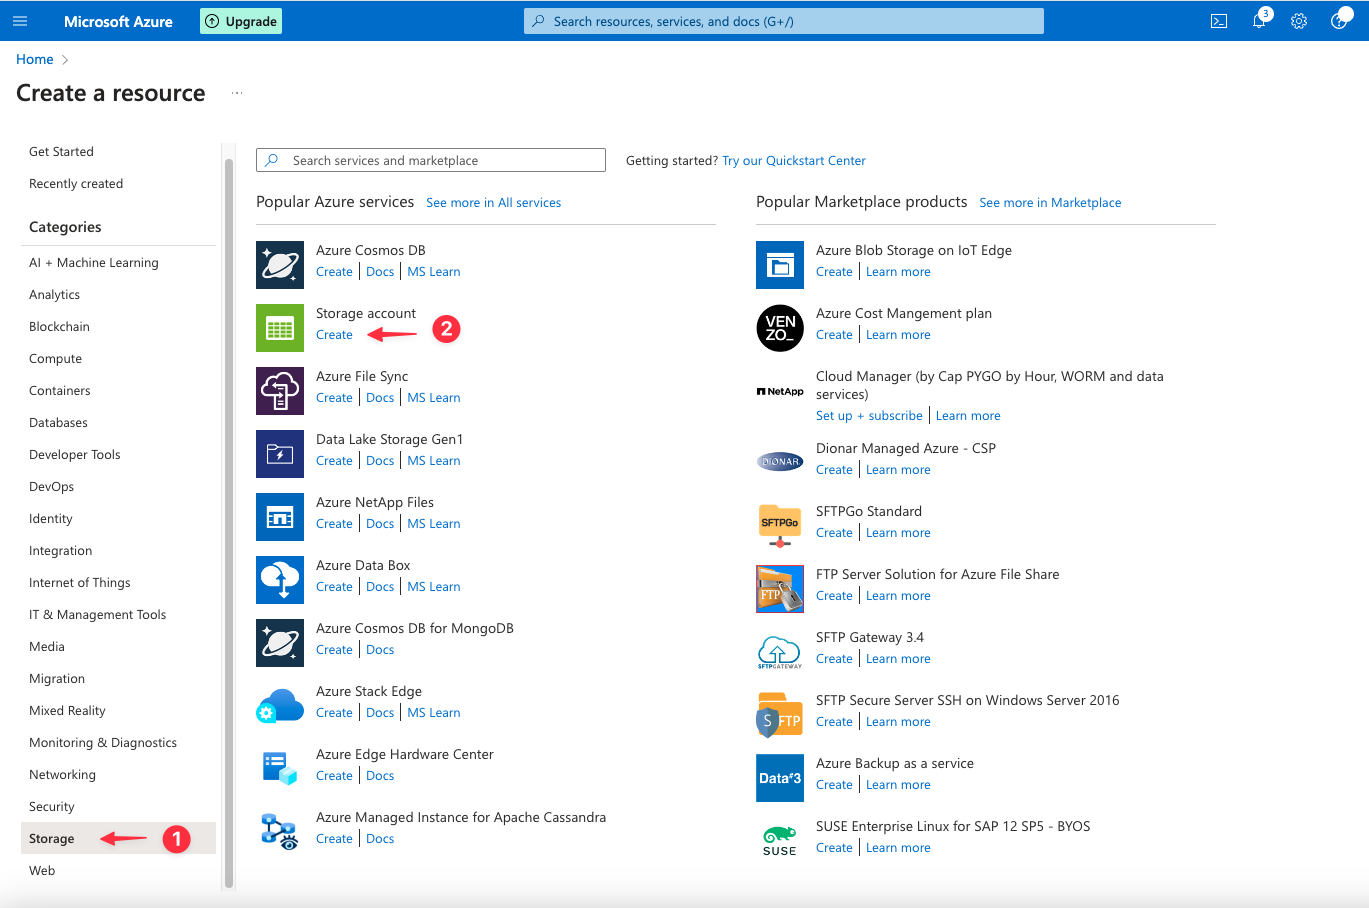 Microsoft Azure
Upgrade
Search resources, services, and docs (G+/)
3
Home
Create a resource
...
Get Started
Recently created
Categories
AI + Machine Learning
Analytics
Blockchain
Compute
Containers
Databases
Developer Tools
DevOps
Identity
Integration
Internet of Things
IT & Management Tools
Media
Migration
Mixed Reality
Monitoring & Diagnostics
Networking
Security
Storage
1
Web
Search services and marketplace
Getting started? Try our Quickstart Center
Popular Azure services See more in All services
Azure Cosmos DB
Create | Docs | MS Learn
Storage account
Create
2
Azure File Sync
Create | Docs | MS Learn
Data Lake Storage Gen1
Create | Docs | MS Learn
Azure NetApp Files
Create | Docs | MS Learn
Azure Data Box
Create | Docs | MS Learn
Azure Cosmos DB for MongoDB
Create | Docs
Azure Stack Edge
Create | Docs | MS Learn
Azure Edge Hardware Center
Create | Docs
Azure Managed Instance for Apache Cassandra
Create | Docs
Popular Marketplace products See more in Marketplace
Azure Blob Storage on IoT Edge
Create | Learn more
VEN
ZO_
Azure Cost Mangement plan
Create | Learn more
NetApp
Cloud Manager (by Cap PYGO by Hour, WORM and data
services)
Set up + subscribe | Learn more
DIONAR
Dionar Managed Azure - CSP
Create | Learn more
SFTPGo
SFTPGo Standard
Create | Learn more
FTP
FTP Server Solution for Azure File Share
Create | Learn more
SFTPGATEWAY
SFTP Gateway 3.4
Create | Learn more
SFTP
SFTP Secure Server SSH on Windows Server 2016
Create | Learn more
Data#3
Azure Backup as a service
Create | Learn more
SUSE
SUSE Enterprise Linux for SAP 12 SP5 - BYOS
Create | Learn more